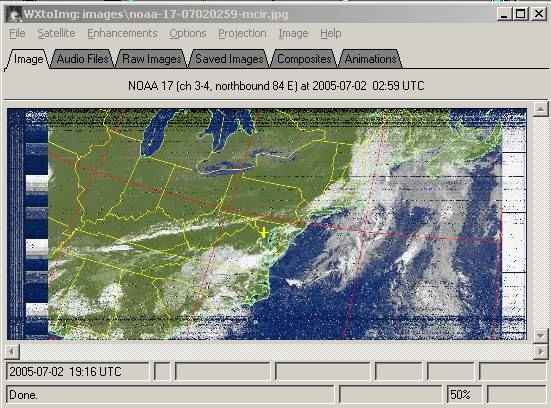 WXtoImg: images\noaa-17-07020259-mcir.jpg
File Satellite Enhancements Options Projection Image Help
Image Audio Files Raw Images Saved Images Composites Animations
NOAA 17 (ch 3-4, northbound 84 E) at 2005-07-02 02:59 UTC
2005-07-02 19:16 UTC
Done. 50%